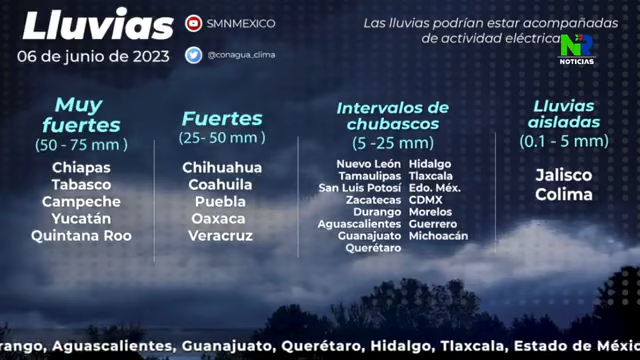 Lluvias
06 de junio de 2023
SMNMEXICO
@conagua_clima
Las lluvias podrían estar acompañadas
de actividad eléctrica
NR
NOTICIAS
Muy
fuertes
(50 - 75 mm )
Chiapas
Tabasco
Campeche
Yucatán
Quintana Roo
Fuertes
(25- 50 mm )
Chihuahua
Coahuila
Puebla
Oaxaca
Veracruz
Intervalos de
chubascos
(5 -25 mm)
Nuevo León
Tamaulipas
San Luis Potosí
Zacatecas
Durango
Aguascalientes
Guanajuato
Querétaro
Hidalgo
Tlaxcala
Edo. Méx.
CDMX
Morelos
Guerrero
Michoacán
Lluvias
aisladas
(0.1 - 5 mm)
Jalisco
Colima
rango, Aguascalientes, Guanajuato, Querétaro, Hidalgo, Tlaxcala, Estado de Méxic